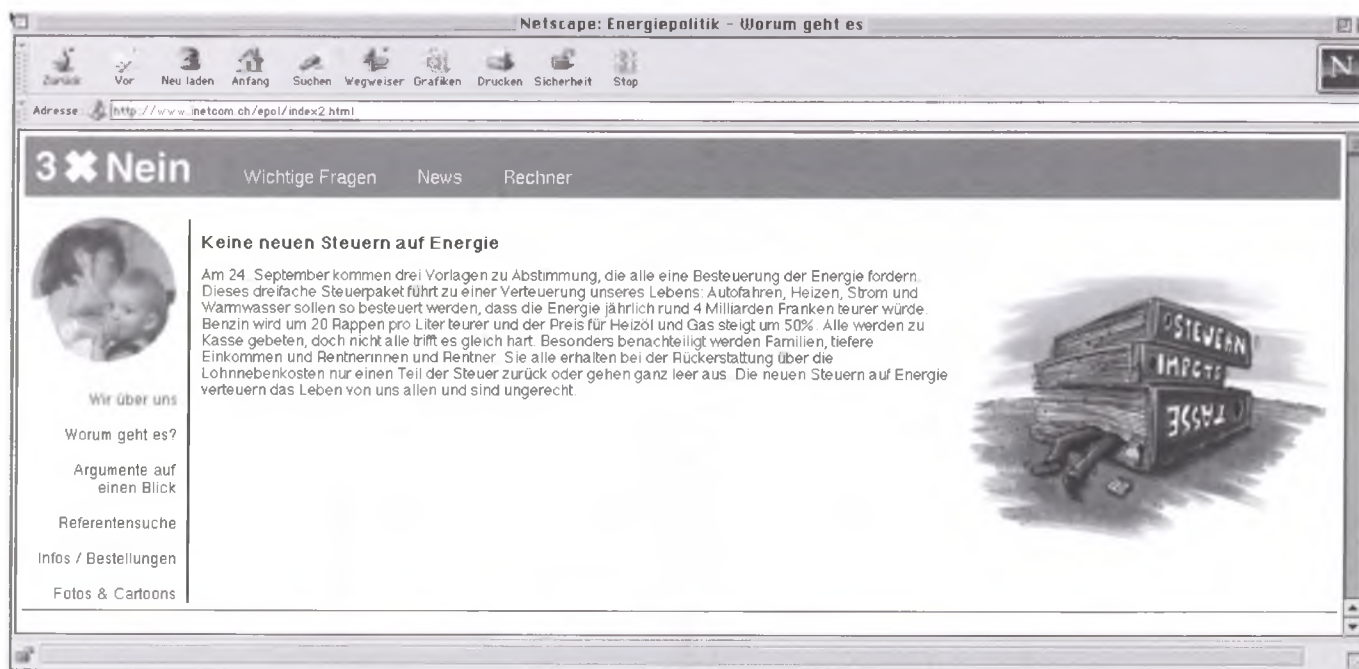 Netscape: Energiepolitik - Worum geht es
Zurück Vor Neu laden Anfang Suchen Wegweiser Grafiken Drucken Sicherheit Stop
N
Adresse: http://www.inetcom.ch/epol/index2.html
3 ✖ Nein Wichtige Fragen News Rechner
Keine neuen Steuern auf Energie
Am 24. September kommen drei Vorlagen zu Abstimmung, die alle eine Besteuerung der Energie fordern.
Dieses dreifache Steuerpaket führt zu einer Verteuerung unseres Lebens: Autofahren, Heizen, Strom und
Warmwasser sollen so besteuert werden, dass die Energie jährlich rund 4 Milliarden Franken teurer würde.
Benzin wird um 20 Rappen pro Liter teurer und der Preis für Heizöl und Gas steigt um 50%. Alle werden zu
Kasse gebeten, doch nicht alle trifft es gleich hart. Besonders benachteiligt werden Familien, tiefere
Einkommen und Rentnerinnen und Rentner. Sie alle erhalten bei der Rückerstattung über die
Lohnnebenkosten nur einen Teil der Steuer zurück oder gehen ganz leer aus. Die neuen Steuern auf Energie
verteuern das Leben von uns allen und sind ungerecht.
STEUERN
IMPOTS
TASSE
Wir über uns
Worum geht es?
Argumente auf
einen Blick
Referentensuche
Infos / Bestellungen
Fotos & Cartoons